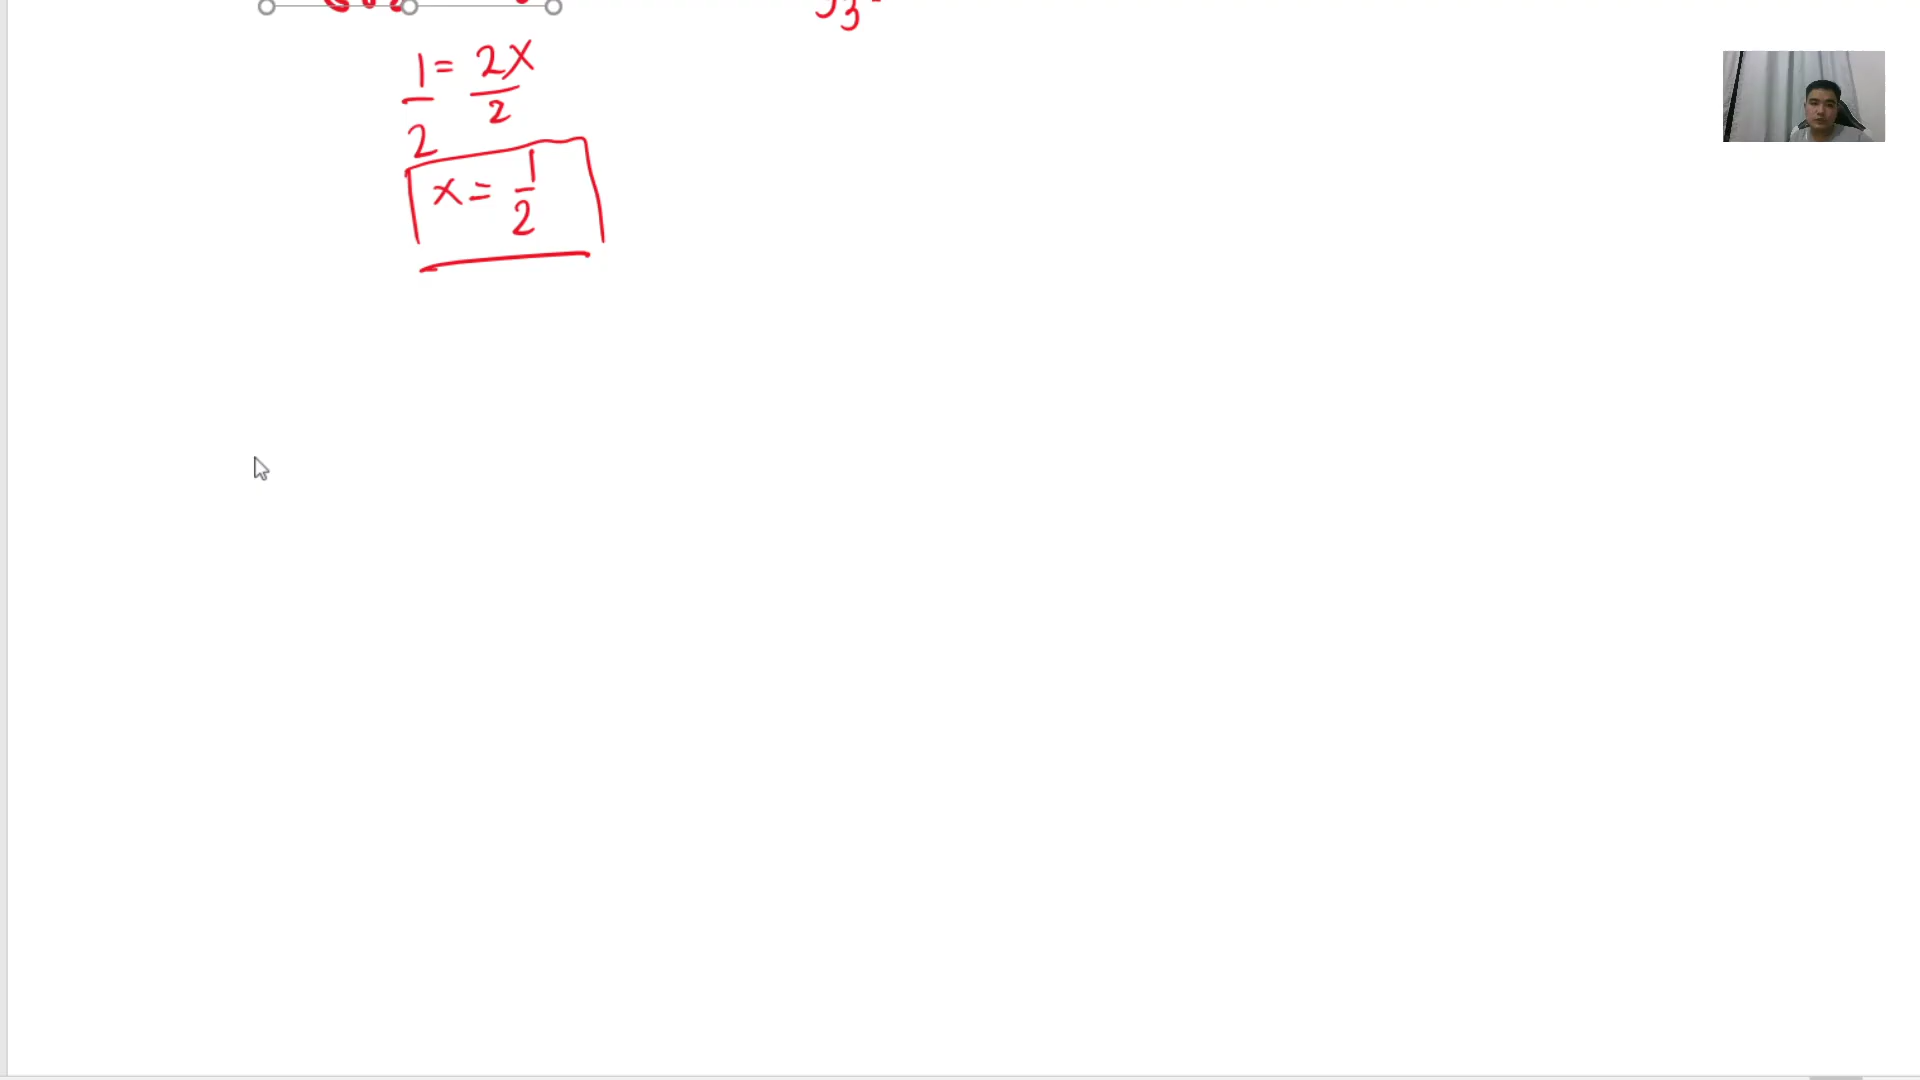 1/2 = 2x/2
x = 1/2